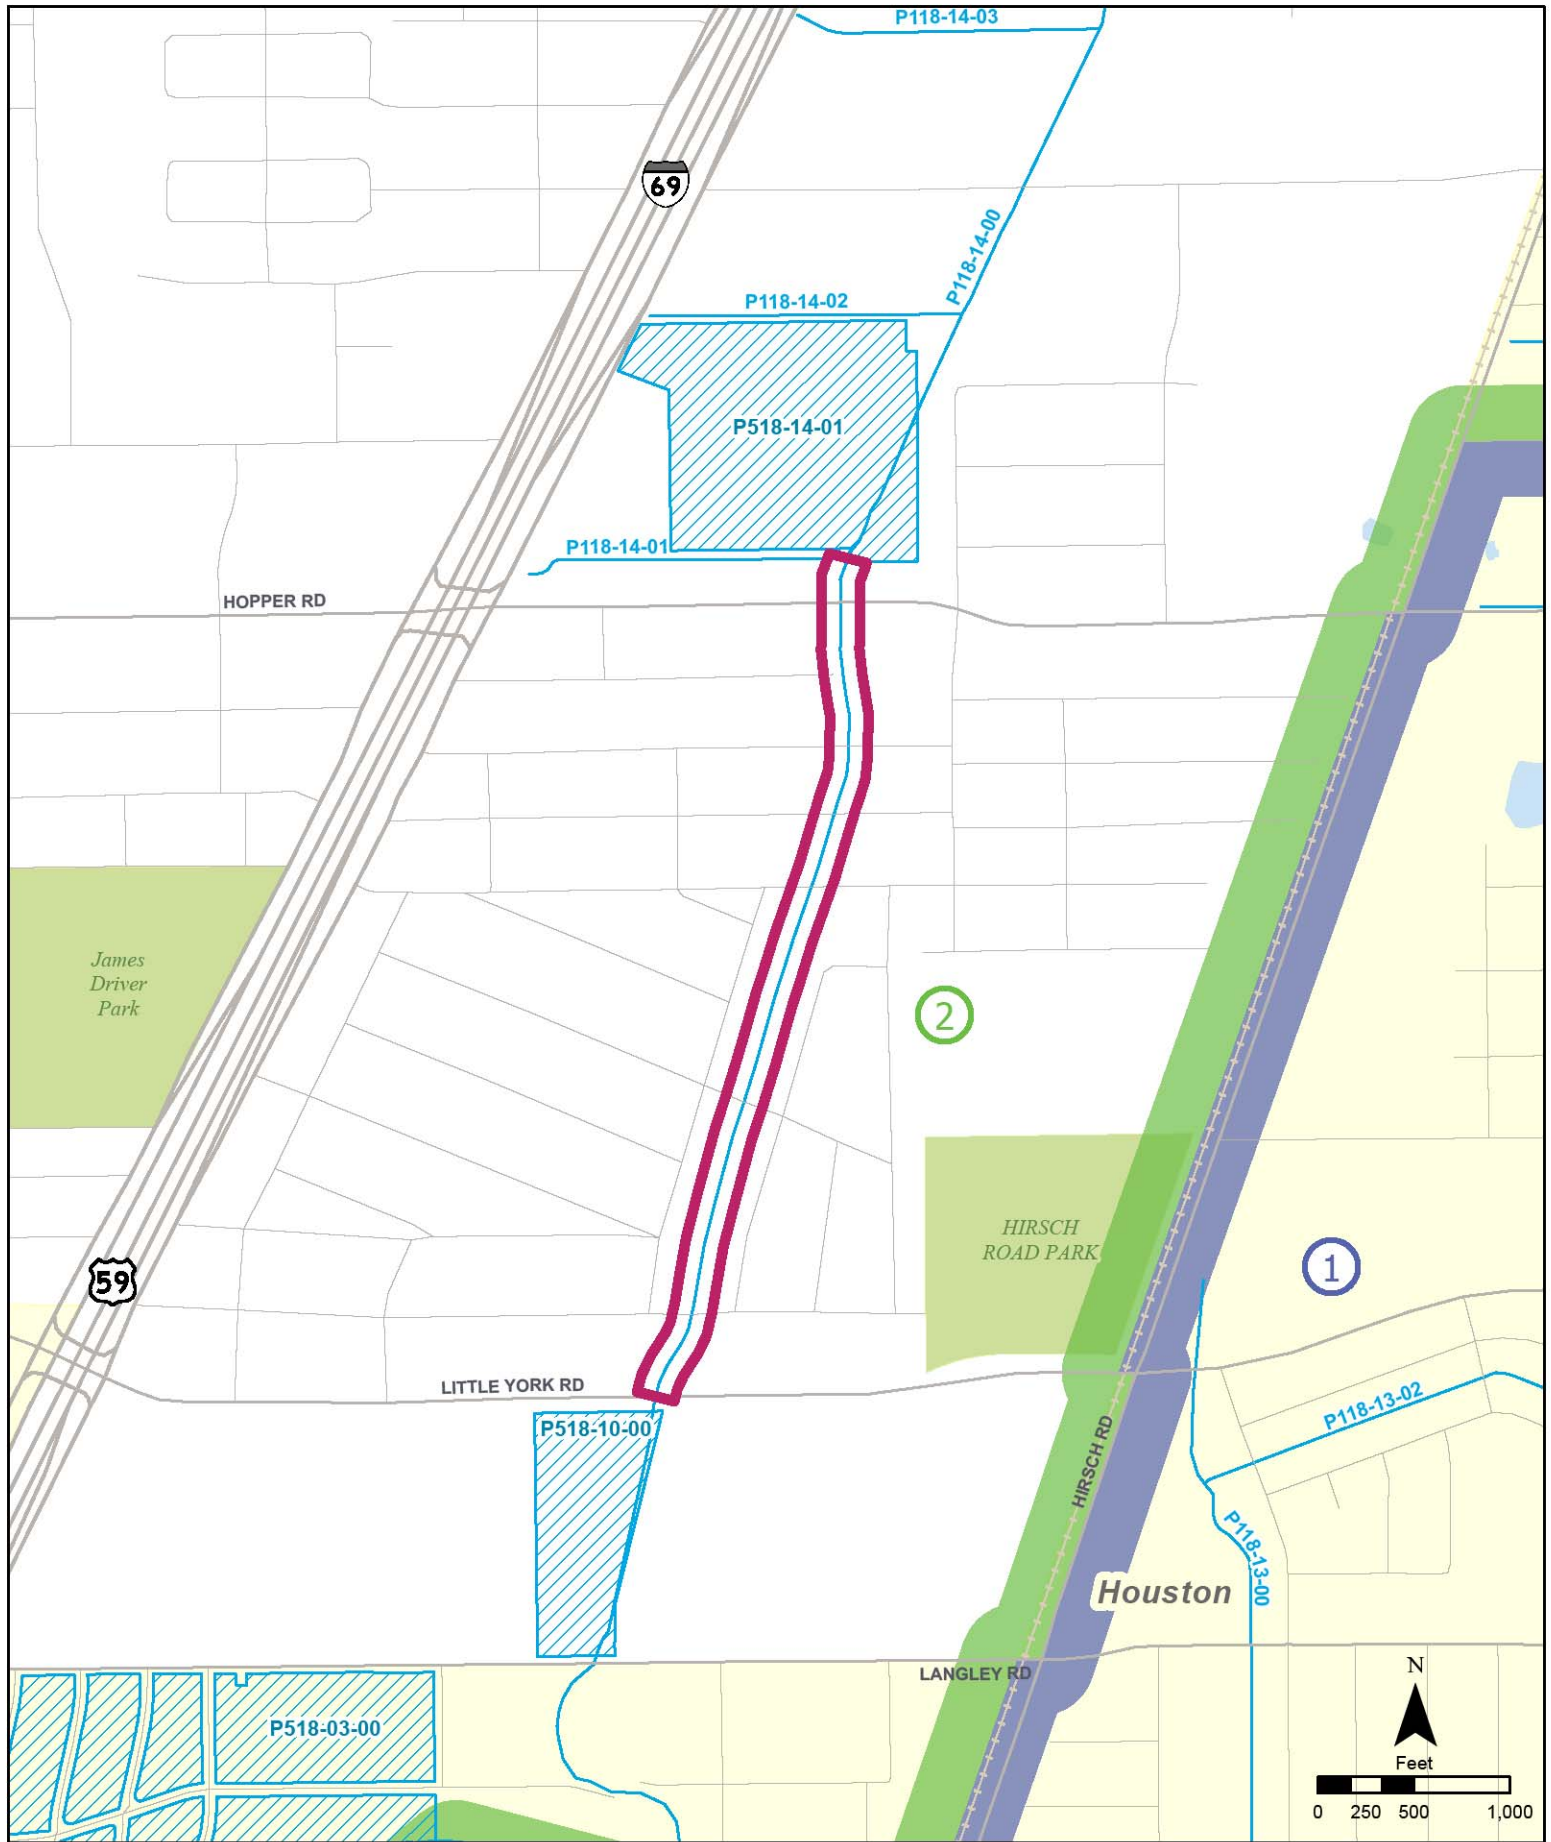 P118-14-03
69
P118-14-00
P118-14-02
P518-14-01
P118-14-01
HOPPER RD
James
Driver
Park
2
HIRSCH
ROAD PARK
1
59
LITTLE YORK RD
P518-10-00
P118-13-02
HIRSCH RD
P118-13-00
Houston
LANGLEY RD
N
P518-03-00
Feet
0 250 500 1,000